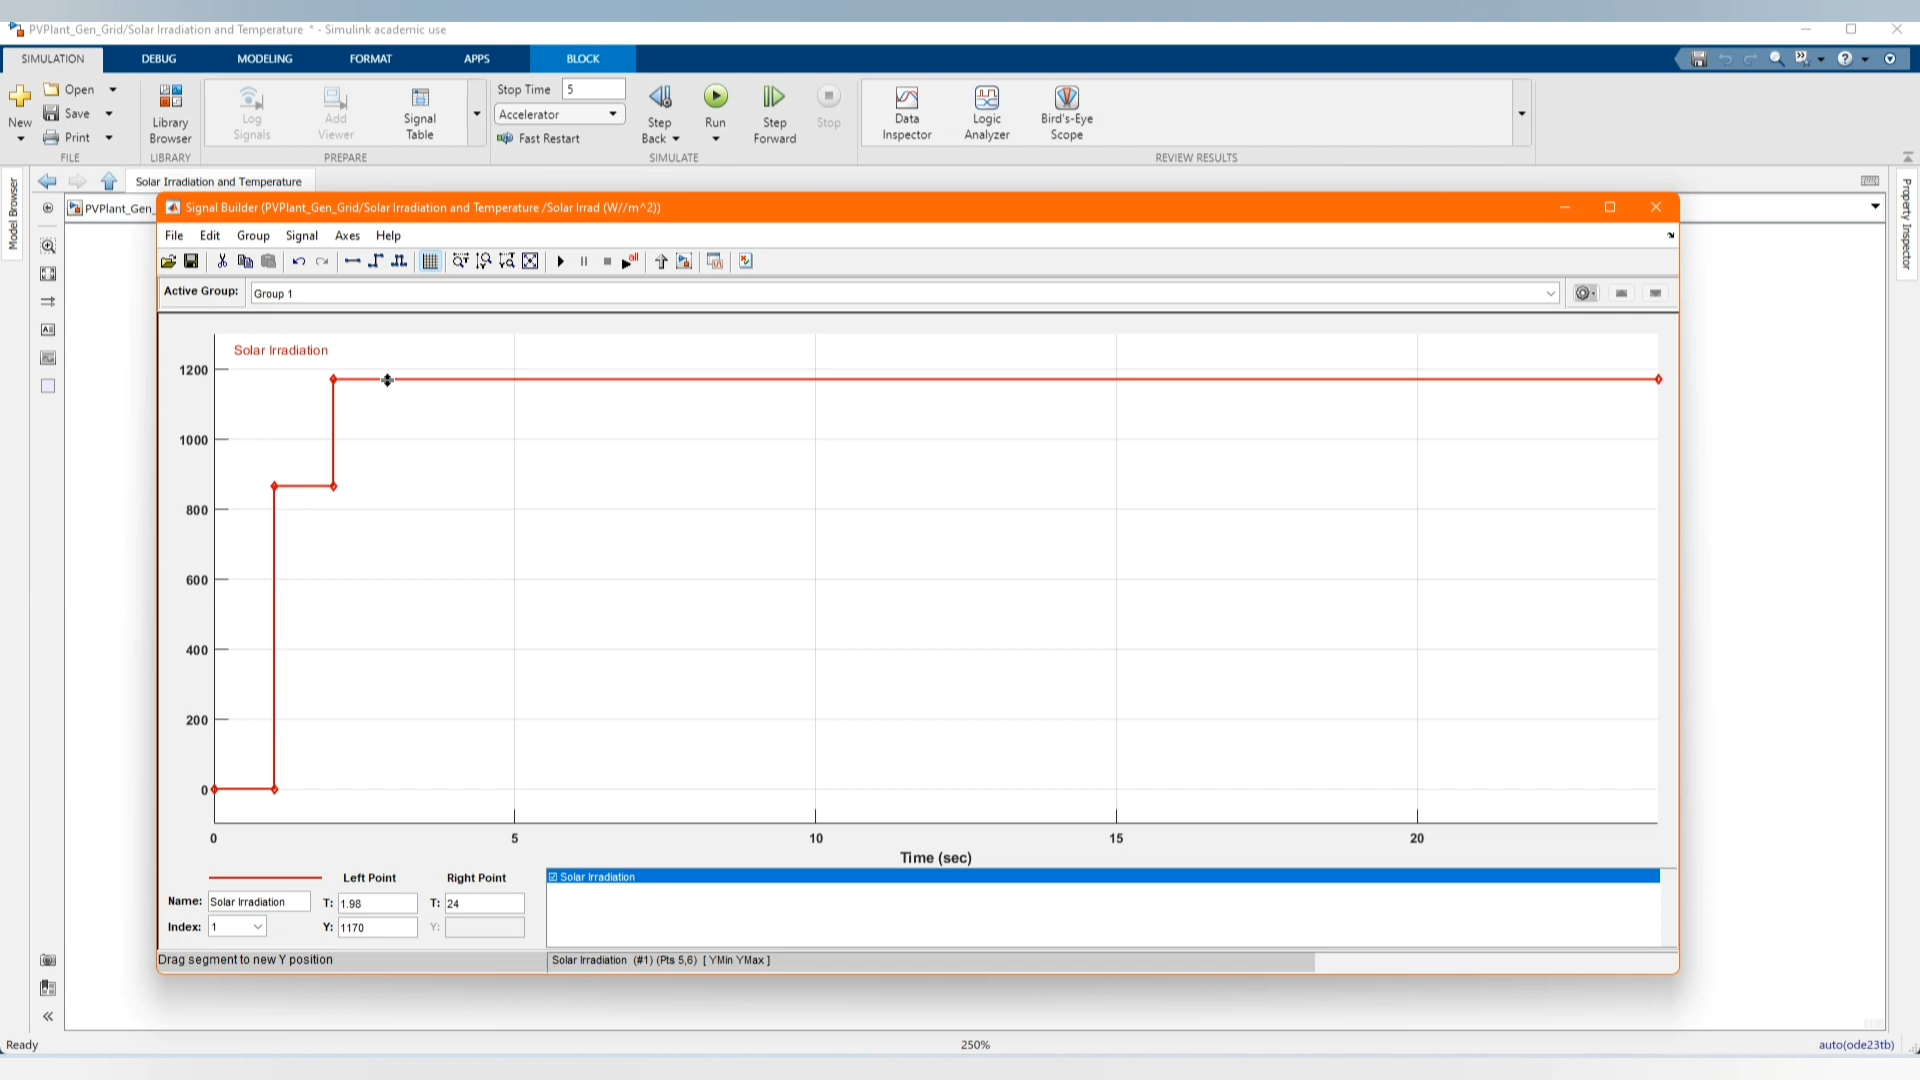 PVPlant_Gen_Grid/Solar Irradiation and Temperature * - Simulink academic use
SIMULATION DEBUG MODELING FORMAT APPS BLOCK
New
Open
Save
Print
FILE
Library
Browser
LIBRARY
Log
Signals
Add
Viewer
Signal
Table
PREPARE
Stop Time 5
Accelerator
Fast Restart
Step
Back
Run
Step
Forward
Stop
SIMULATE
Data
Inspector
Logic
Analyzer
Bird's-Eye
Scope
REVIEW RESULTS
Model Browser
Solar Irradiation and Temperature
Property Inspector
PVPlant_Gen_
Signal Builder (PVPlant_Gen_Grid/Solar Irradiation and Temperature /Solar Irrad (W//m^2))
File Edit Group Signal Axes Help
all
Active Group: Group 1
Solar Irradiation
1200
1000
800
600
400
200
0
0 5 10 15 20
Time (sec)
Left Point Right Point
Name: Solar Irradiation T: 1.98 T: 24
Index: 1 Y: 1170 Y:
Solar Irradiation
Drag segment to new Y position
Solar Irradiation (#1) (Pts 5,6) [ YMin YMax ]
Ready 250% auto(ode23tb)